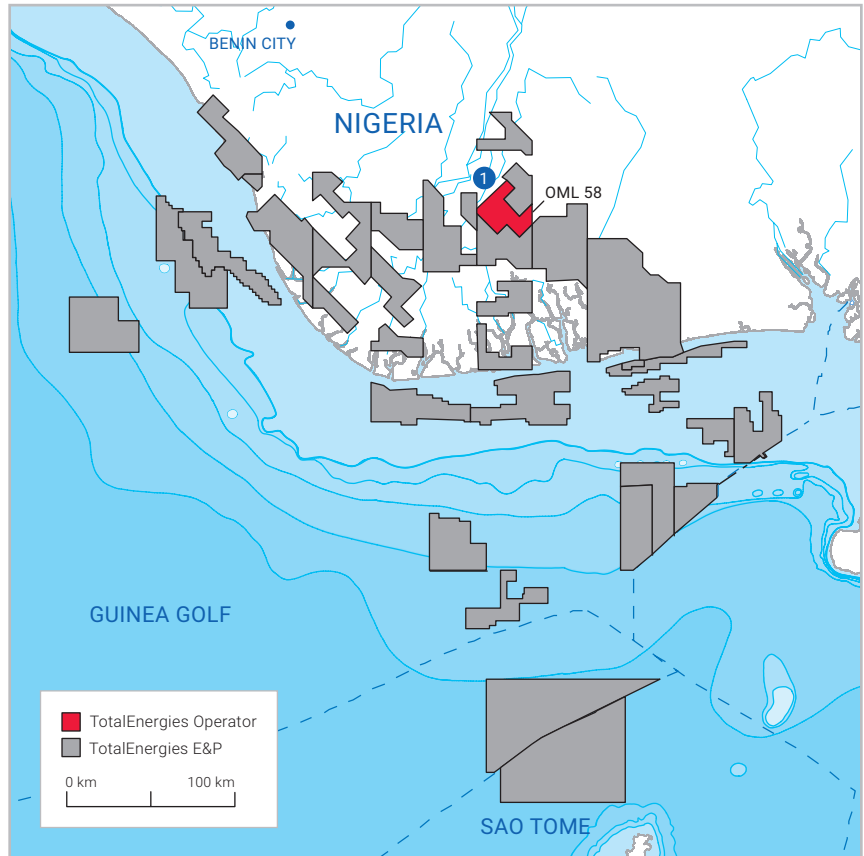 BENIN CITY
NIGERIA
1
OML 58
GUINEA GOLF
TotalEnergies Operator
TotalEnergies E&P
0 km 100 km
SAO TOME